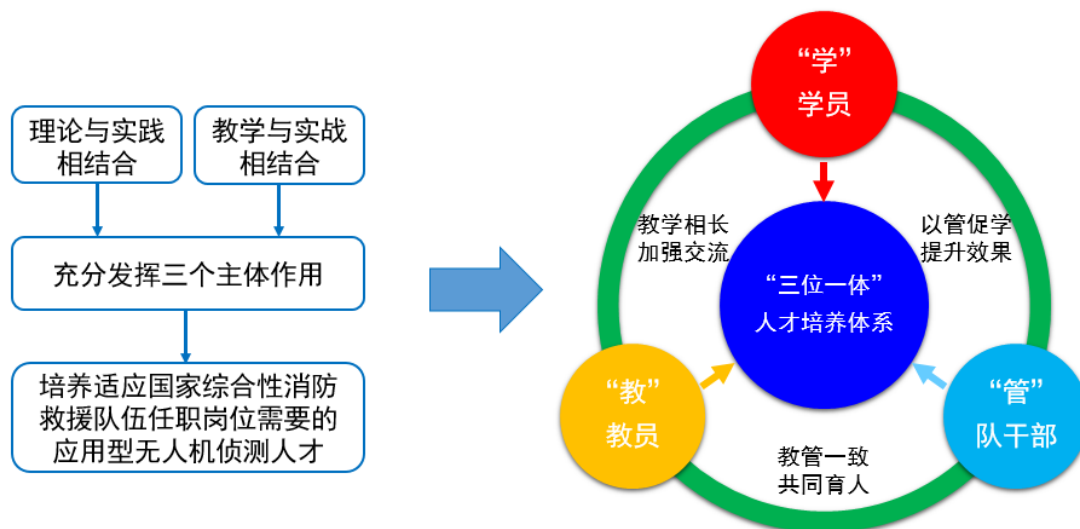 理论与实践
相结合
教学与实战
相结合
充分发挥三个主体作用
培养适应国家综合性消防
救援队伍任职岗位需要的
应用型无人机侦测人才
“学”
学员
教学相长
加强交流
以管促学
提升效果
“三位一体”
人才培养体系
“教”
教员
“管”
队干部
教管一致
共同育人